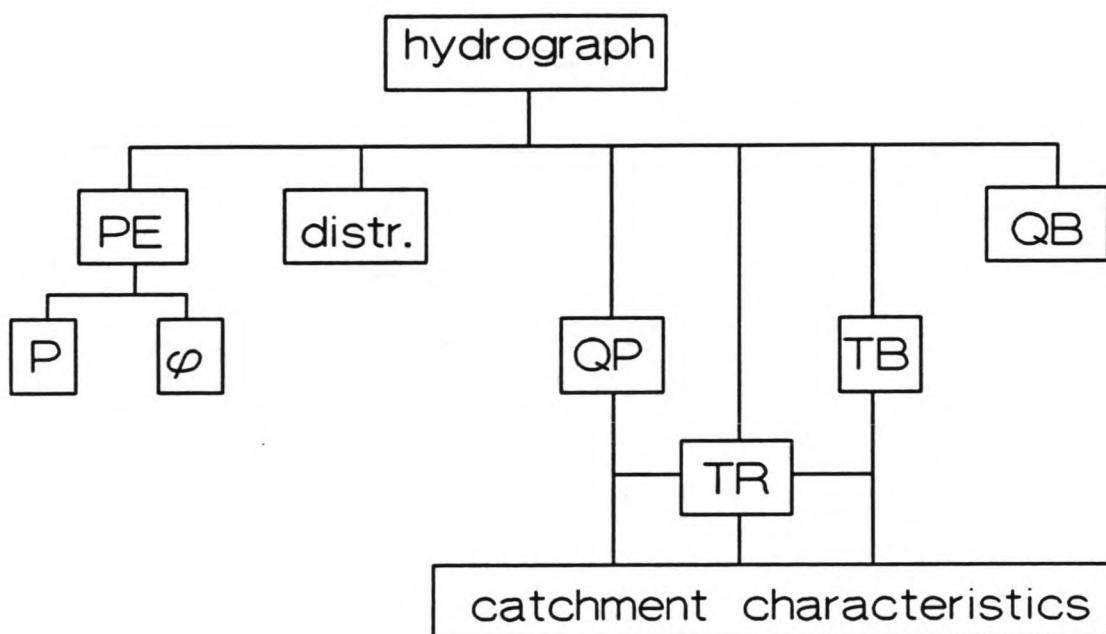 hydrograph
PE
distr.
QB
P
φ
QP
TB
TR
catchment characteristics